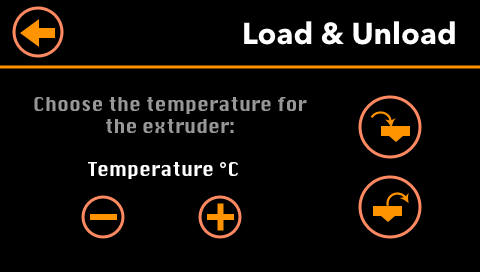 Load & Unload
Choose the temperature for
the extruder:
Temperature °C